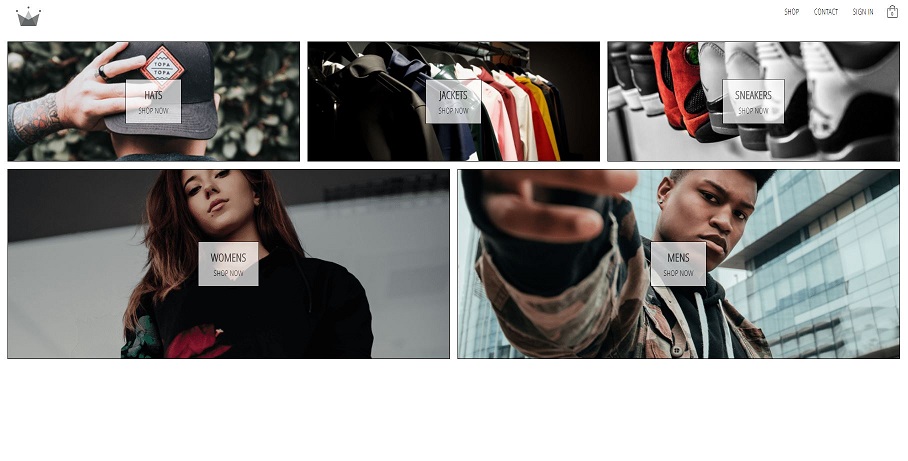 SHOP
CONTACT
SIGN IN
0
TOPA
TOPA
HATS
SHOP NOW
JACKETS
SHOP NOW
SNEAKERS
SHOP NOW
WOMENS
SHOP NOW
MENS
SHOP NOW